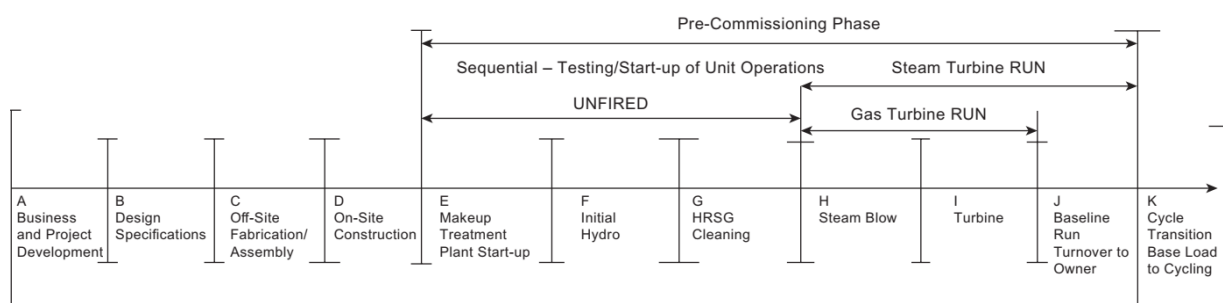 Pre-Commissioning Phase
Sequential – Testing/Start-up of Unit Operations
Steam Turbine RUN
UNFIRED
Gas Turbine RUN
A
Business
and Project
Development
B
Design
Specifications
C
Off-Site
Fabrication/
Assembly
D
On-Site
Construction
E
Makeup
Treatment
Plant Start-up
F
Initial
Hydro
G
HRSG
Cleaning
H
Steam Blow
I
Turbine
J
Baseline
Run
Turnover to
Owner
K
Cycle
Transition
Base Load
to Cycling